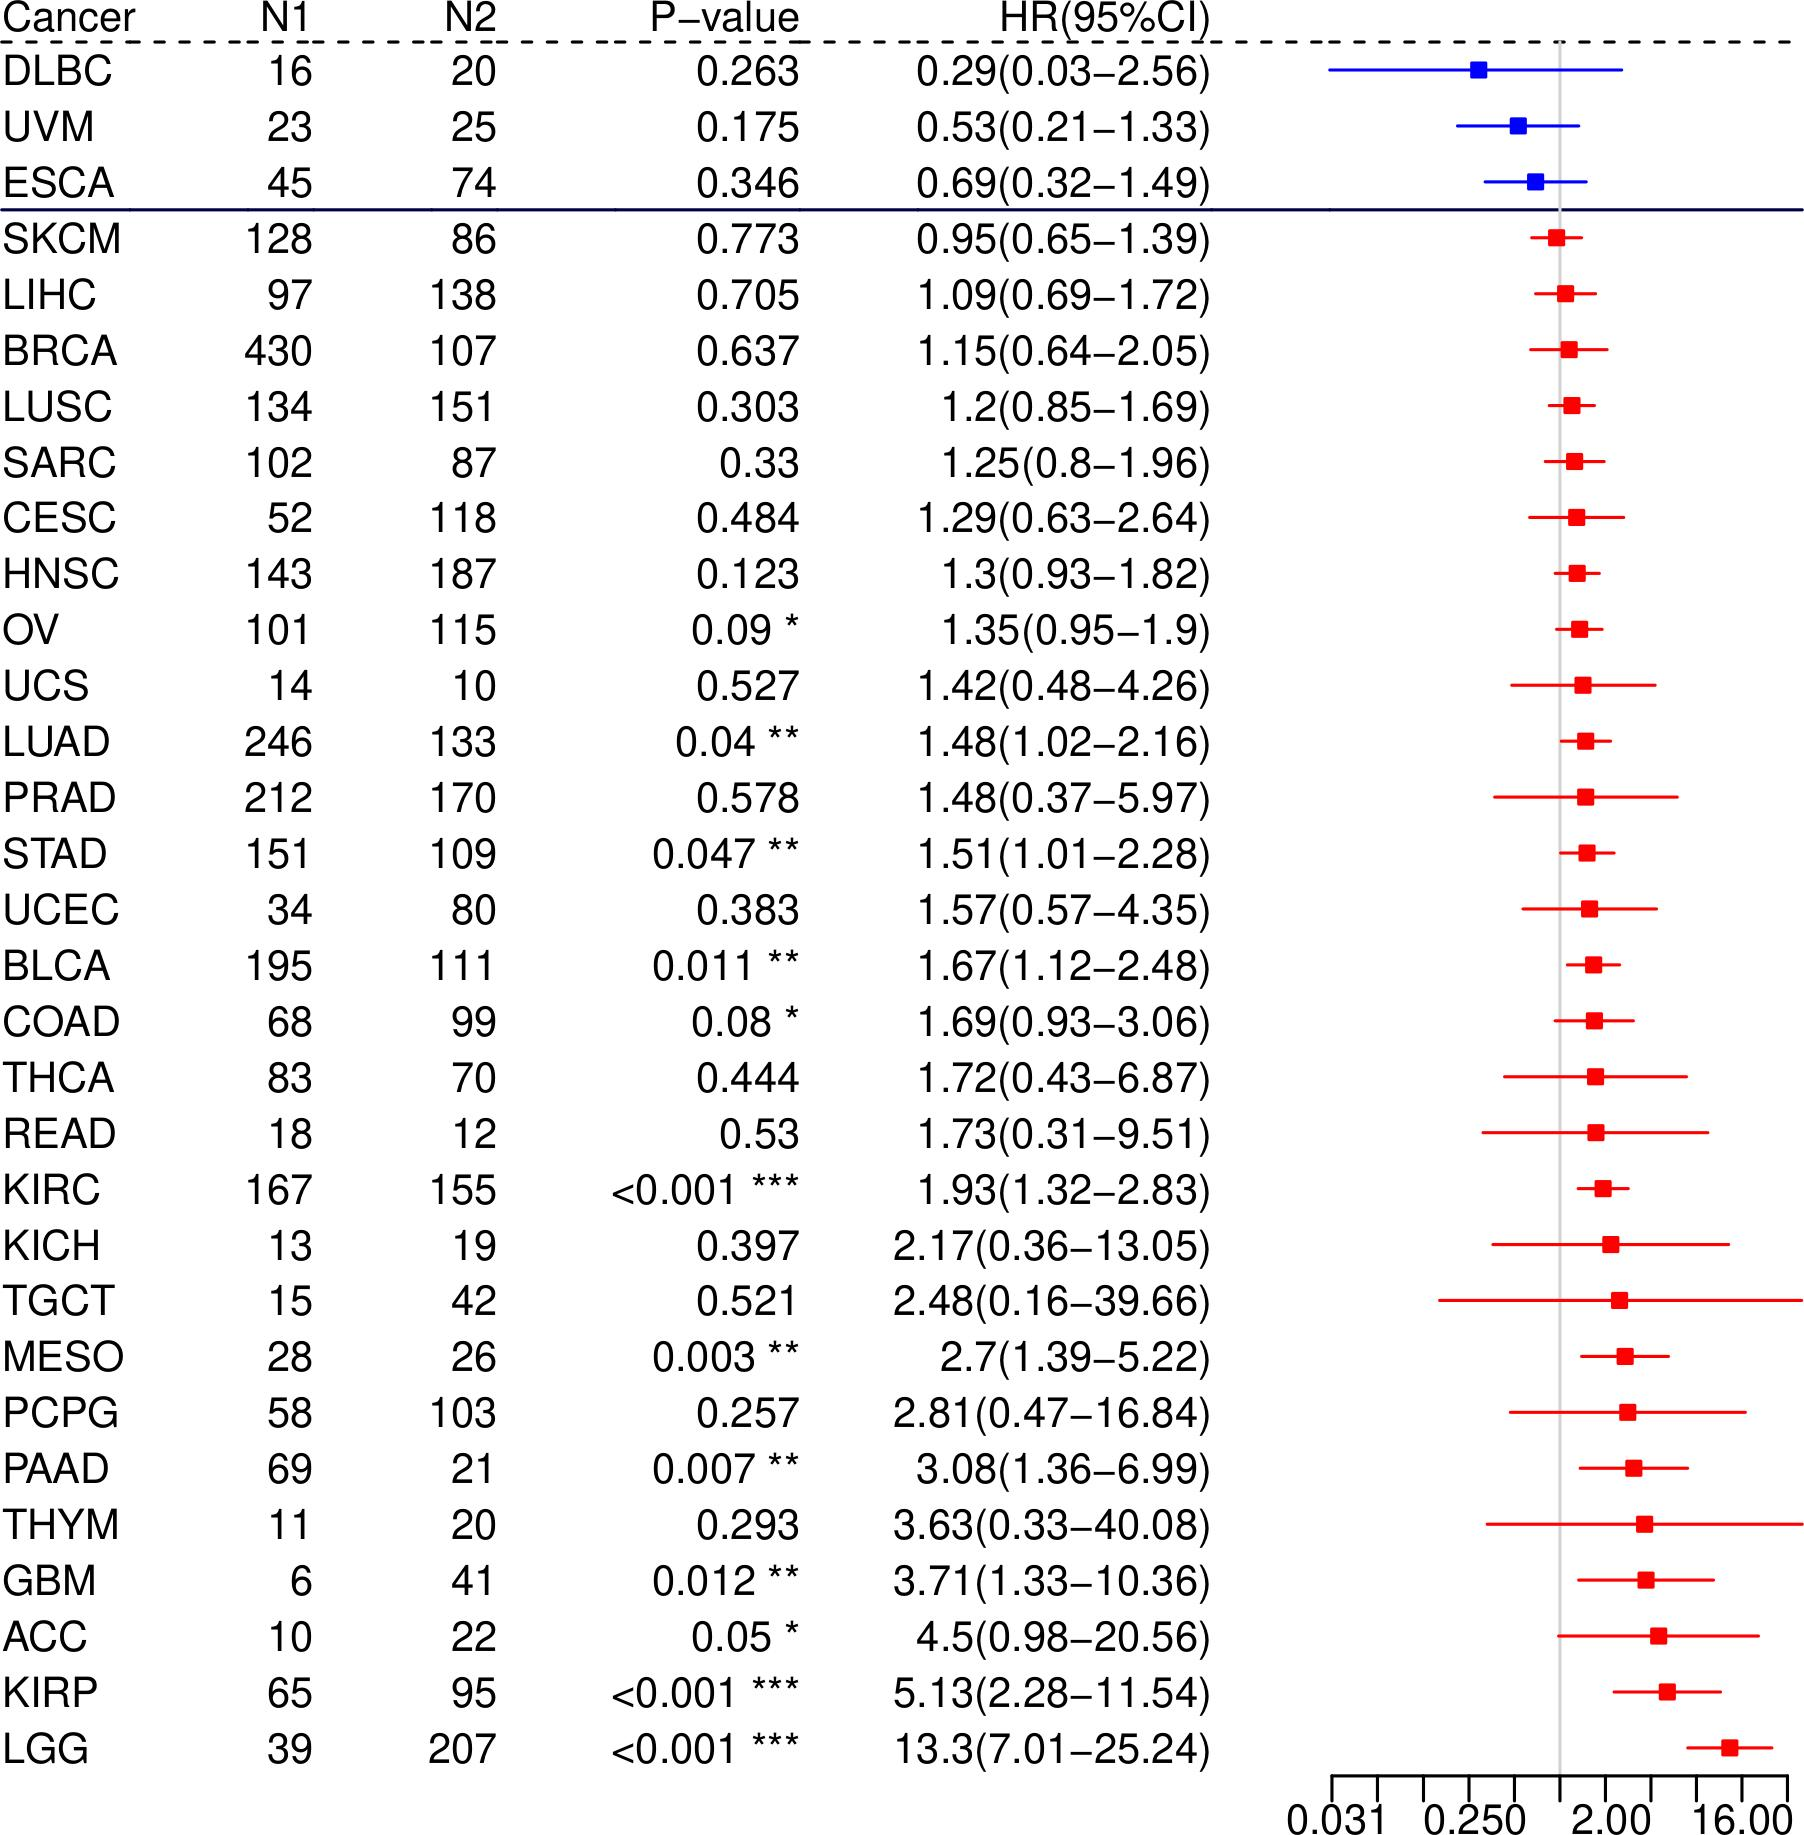 Cancer N1 N2 P−value HR(95%CI)
DLBC 16 20 0.263 0.29(0.03−2.56)
UVM 23 25 0.175 0.53(0.21−1.33)
ESCA 45 74 0.346 0.69(0.32−1.49)
SKCM 128 86 0.773 0.95(0.65−1.39)
LIHC 97 138 0.705 1.09(0.69−1.72)
BRCA 430 107 0.637 1.15(0.64−2.05)
LUSC 134 151 0.303 1.2(0.85−1.69)
SARC 102 87 0.33 1.25(0.8−1.96)
CESC 52 118 0.484 1.29(0.63−2.64)
HNSC 143 187 0.123 1.3(0.93−1.82)
OV 101 115 0.09 * 1.35(0.95−1.9)
UCS 14 10 0.527 1.42(0.48−4.26)
LUAD 246 133 0.04 ** 1.48(1.02−2.16)
PRAD 212 170 0.578 1.48(0.37−5.97)
STAD 151 109 0.047 ** 1.51(1.01−2.28)
UCEC 34 80 0.383 1.57(0.57−4.35)
BLCA 195 111 0.011 ** 1.67(1.12−2.48)
COAD 68 99 0.08 * 1.69(0.93−3.06)
THCA 83 70 0.444 1.72(0.43−6.87)
READ 18 12 0.53 1.73(0.31−9.51)
KIRC 167 155 <0.001 *** 1.93(1.32−2.83)
KICH 13 19 0.397 2.17(0.36−13.05)
TGCT 15 42 0.521 2.48(0.16−39.66)
MESO 28 26 0.003 ** 2.7(1.39−5.22)
PCPG 58 103 0.257 2.81(0.47−16.84)
PAAD 69 21 0.007 ** 3.08(1.36−6.99)
THYM 11 20 0.293 3.63(0.33−40.08)
GBM 6 41 0.012 ** 3.71(1.33−10.36)
ACC 10 22 0.05 * 4.5(0.98−20.56)
KIRP 65 95 <0.001 *** 5.13(2.28−11.54)
LGG 39 207 <0.001 *** 13.3(7.01−25.24)
0.031 0.250 2.00 16.00